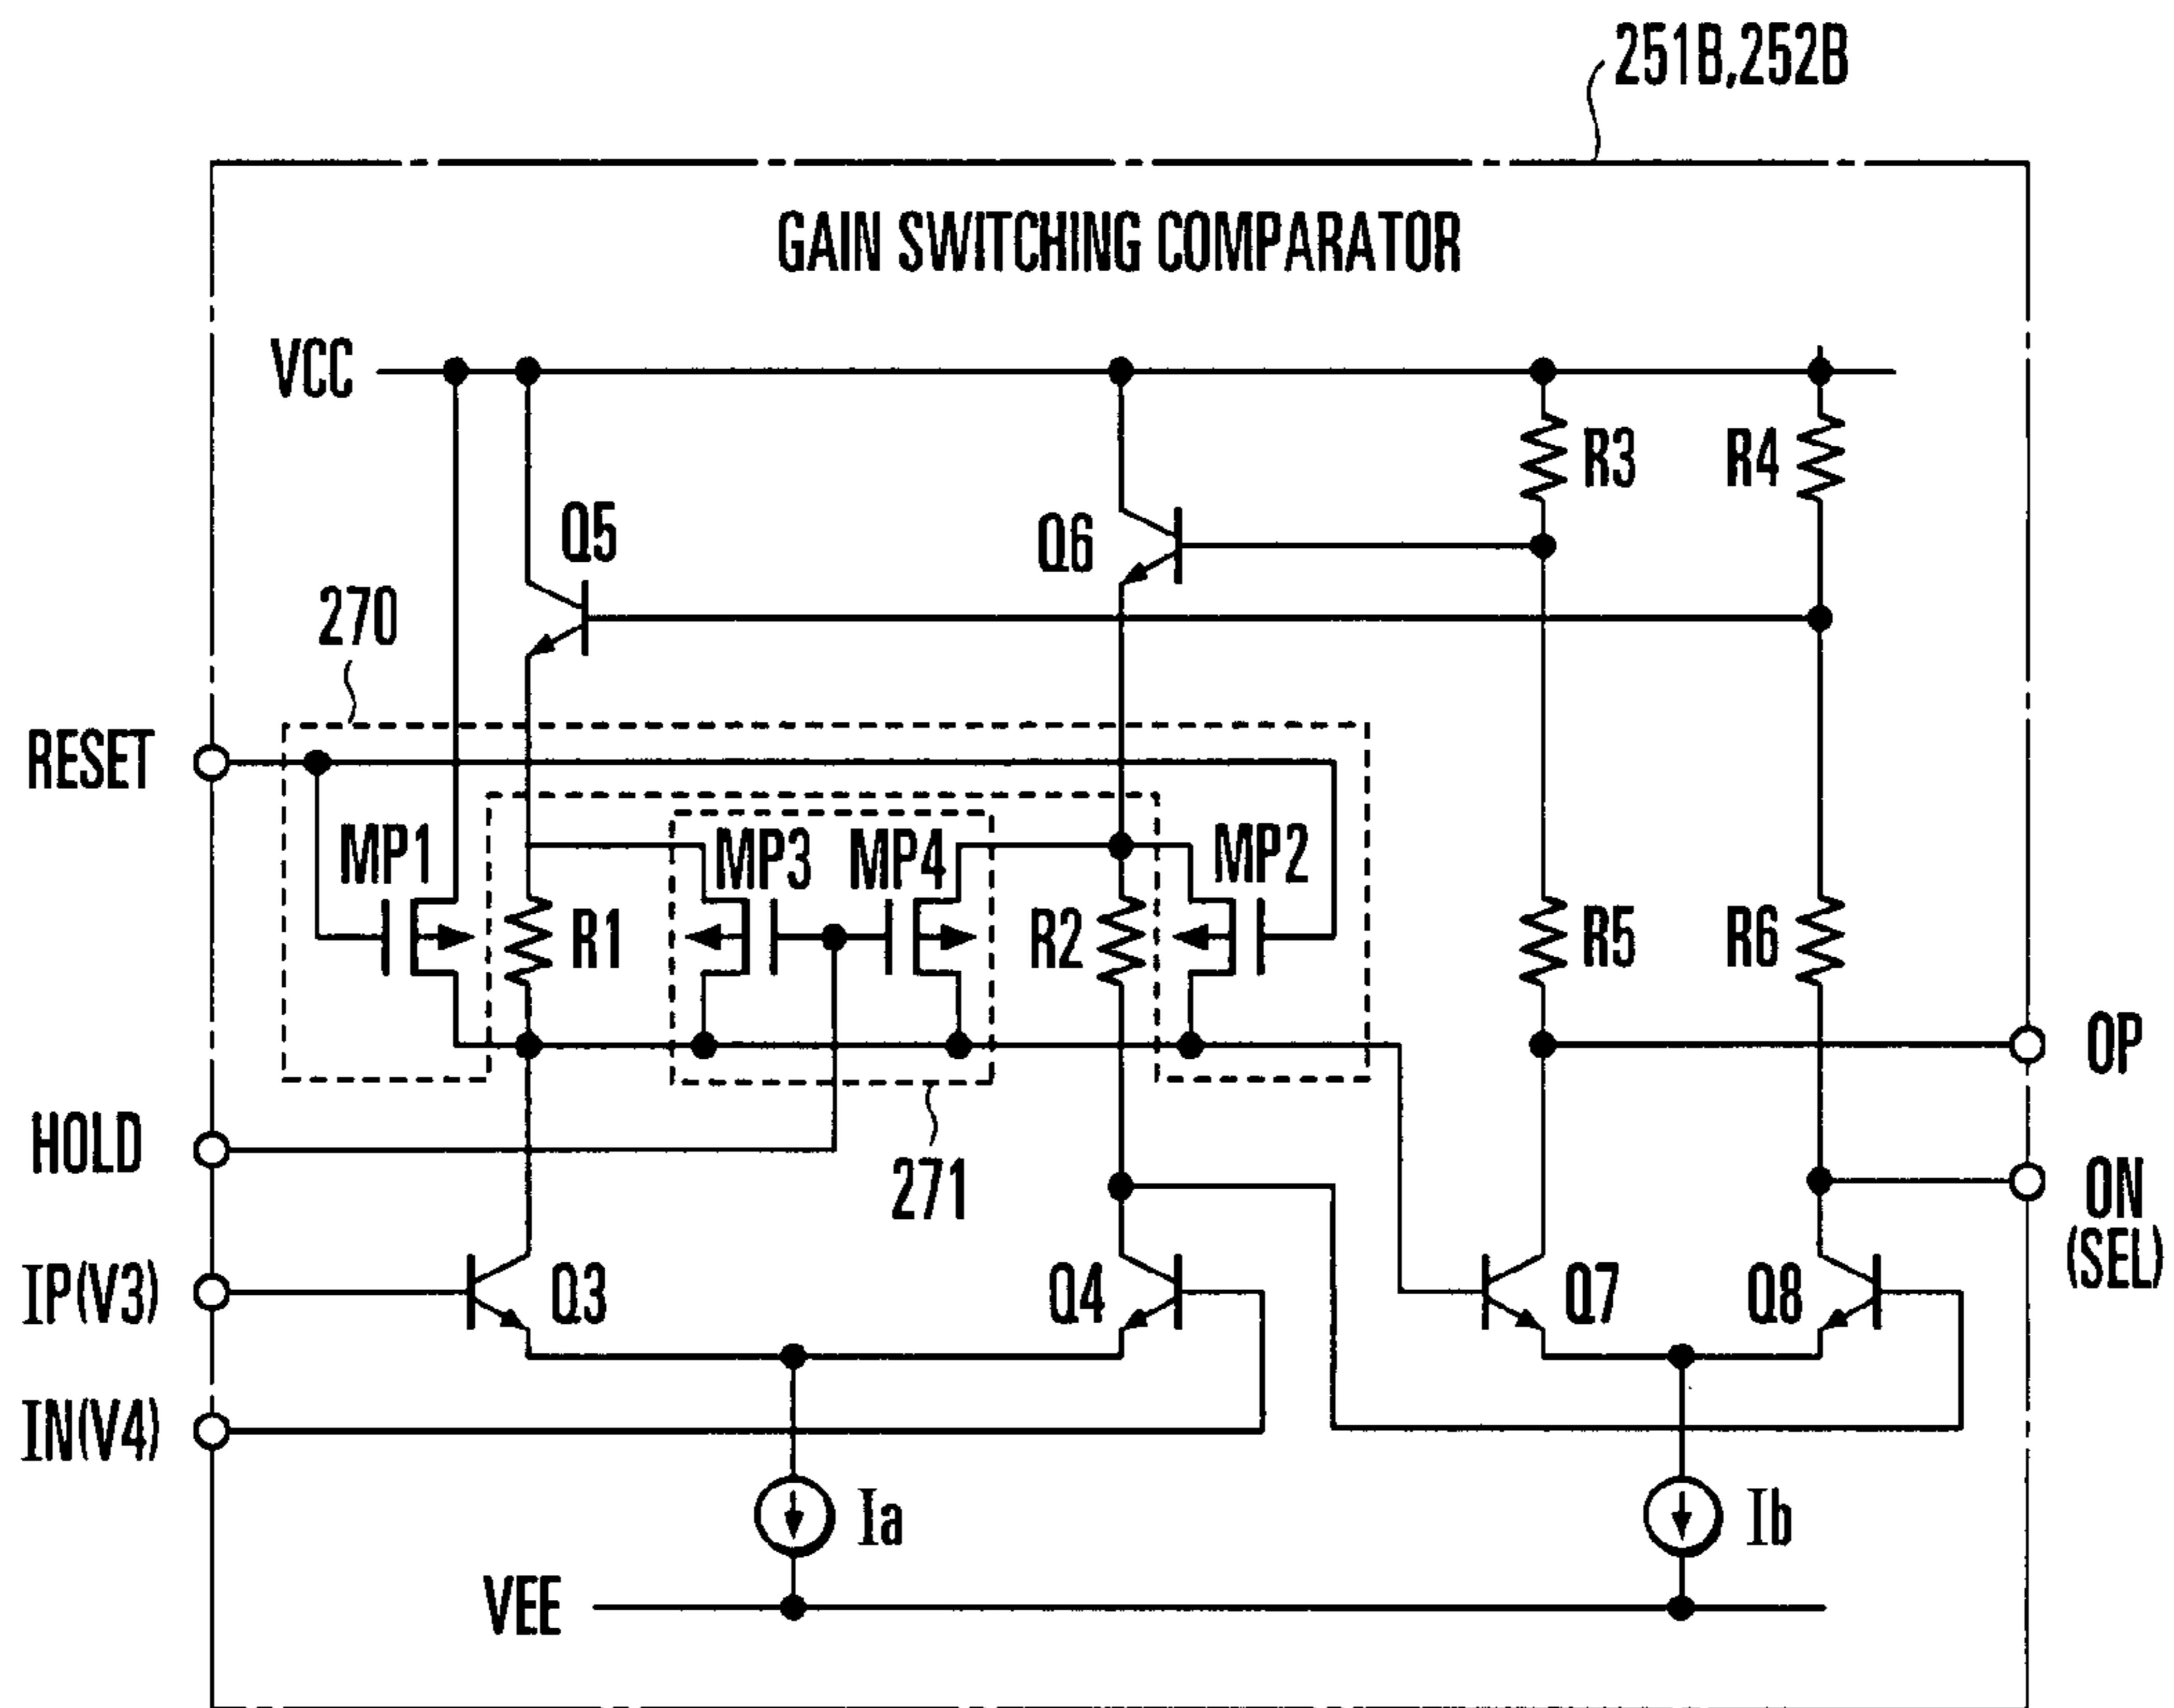 251B,252B
GAIN SWITCHING COMPARATOR
VCC
R3
R4
Q5
Q6
270
RESET
MP1
MP3
MP4
MP2
R1
R2
R5
R6
OP
HOLD
271
ON
(SEL)
IP(V3)
Q3
Q4
Q7
Q8
IN(V4)
Ia
Ib
VEE